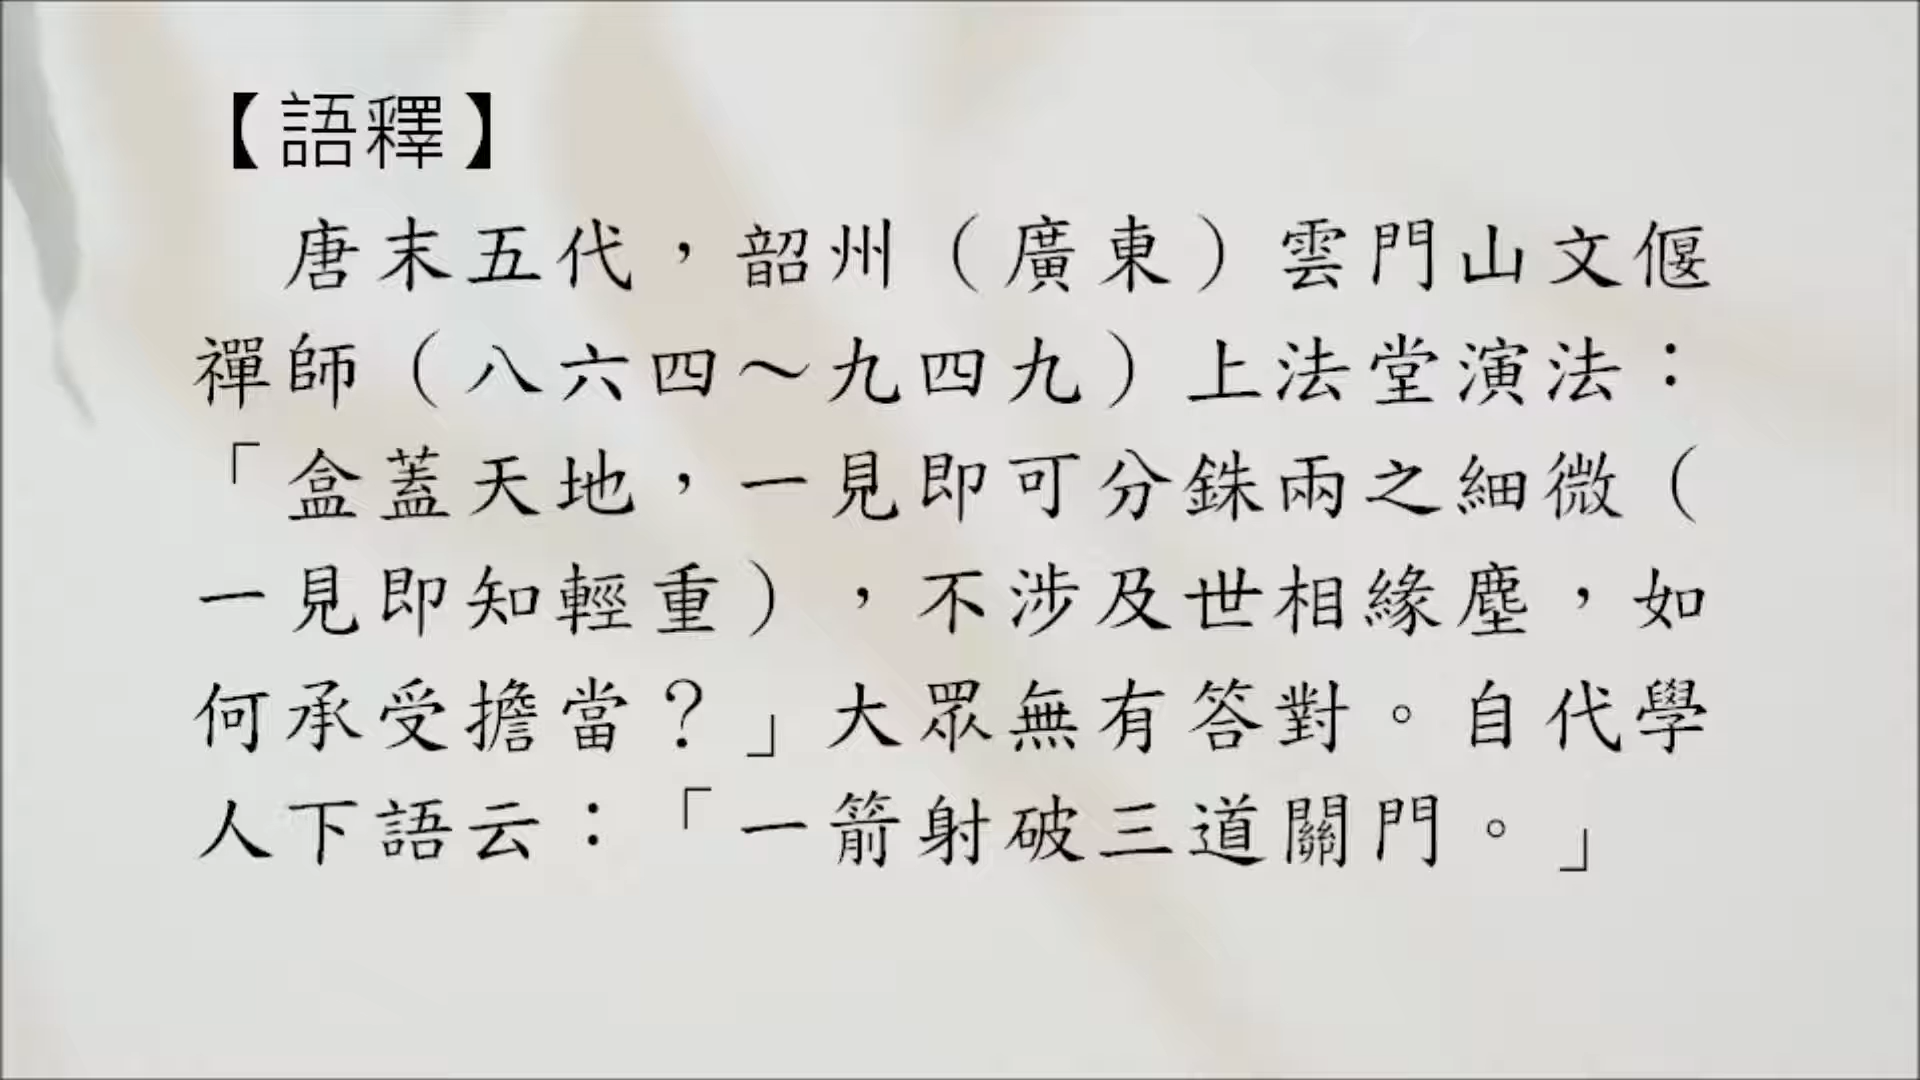 【語釋】
唐末五代，韶州（廣東）雲門山文偃
禪師（八六四～九四九）上法堂演法：
「盒蓋天地，一見即可分銖兩之細微（
一見即知輕重），不涉及世相緣塵，如
何承受擔當？」大眾無有答對。自代學
人下語云：「一箭射破三道關門。」